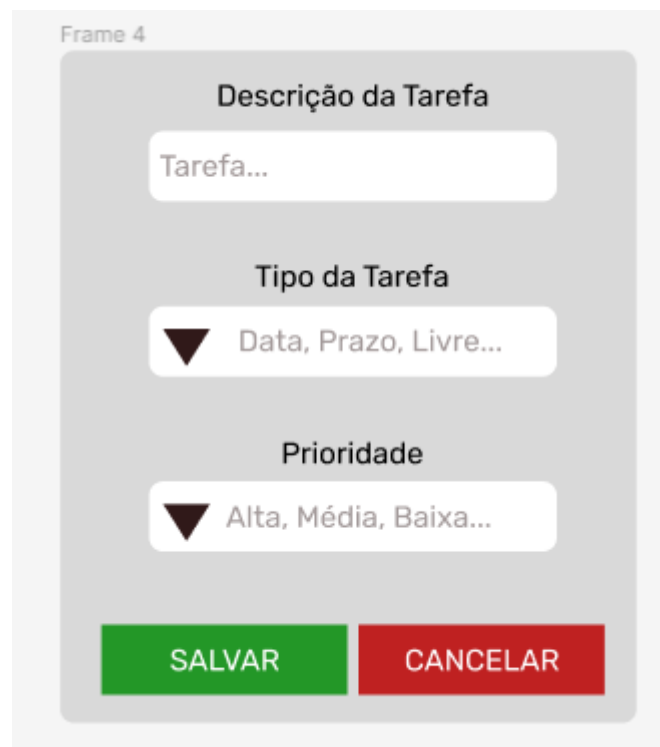 Frame 4
Descrição da Tarefa
Tarefa...
Tipo da Tarefa
Data, Prazo, Livre...
Prioridade
Alta, Média, Baixa...
SALVAR CANCELAR